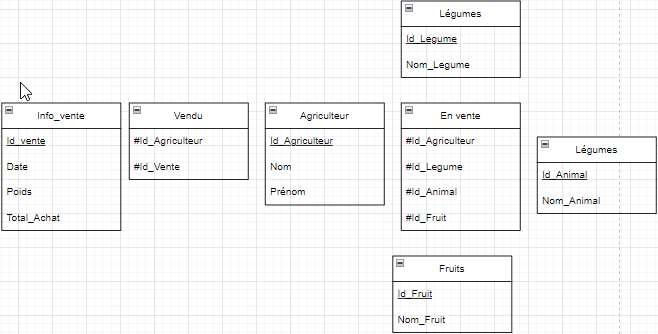 Légumes
Id_Legume
Nom_Legume
Info_vente
Id_vente
Date
Poids
Total_Achat
Vendu
#Id_Agriculteur
#Id_Vente
Agriculteur
Id_Agriculteur
Nom
Prénom
En vente
#Id_Agriculteur
#Id_Legume
#Id_Animal
#Id_Fruit
Légumes
Id_Animal
Nom_Animal
Fruits
Id_Fruit
Nom_Fruit